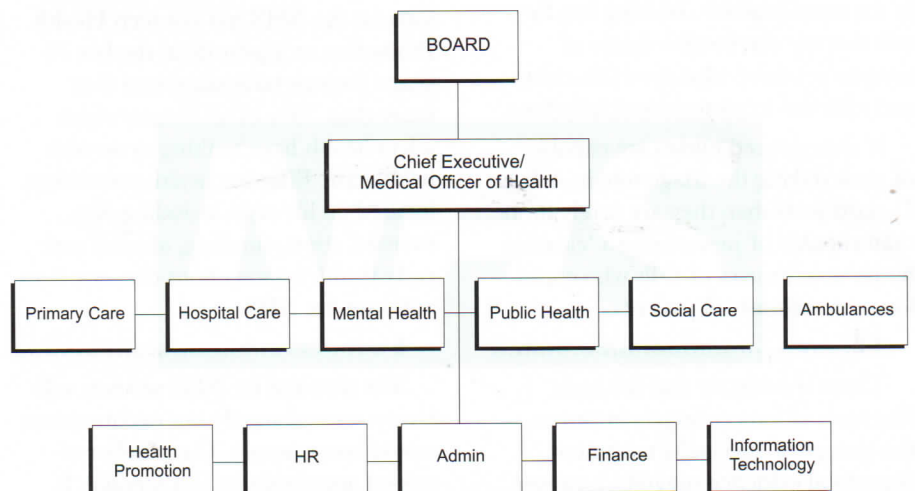 BOARD
Chief Executive/
Medical Officer of Health
Primary Care
Hospital Care
Mental Health
Public Health
Social Care
Ambulances
Health
Promotion
HR
Admin
Finance
Information
Technology